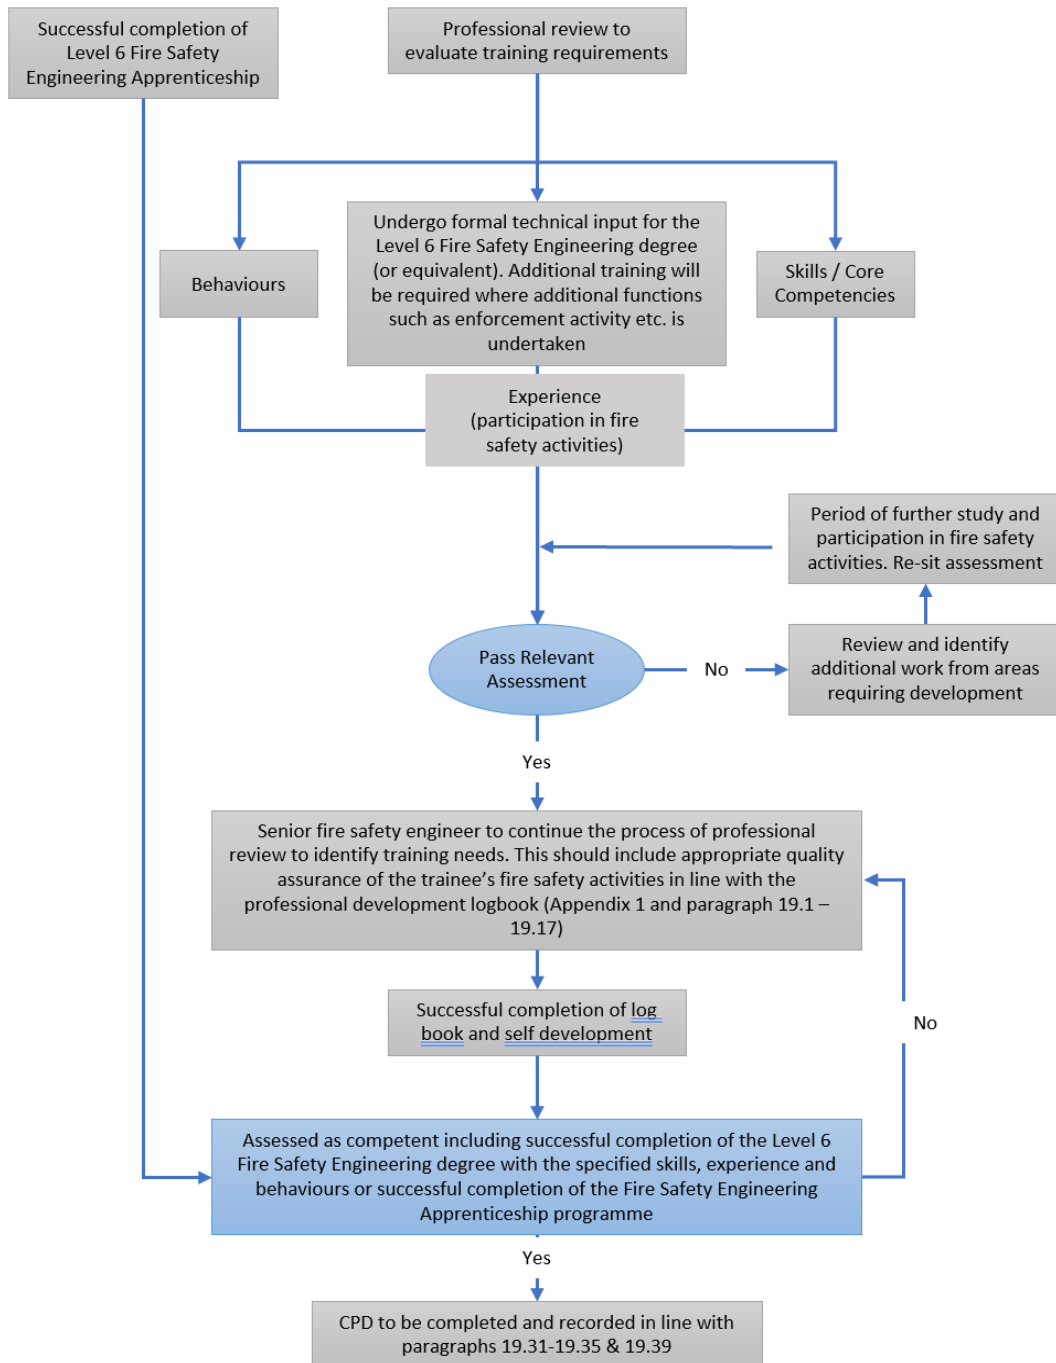 Successful completion of
Level 6 Fire Safety
Engineering Apprenticeship
Professional review to
evaluate training requirements
Behaviours
Undergo formal technical input for the
Level 6 Fire Safety Engineering degree
(or equivalent). Additional training will
be required where additional functions
such as enforcement activity etc. is
undertaken
Skills / Core
Competencies
Experience
(participation in fire
safety activities)
Period of further study and
participation in fire safety
activities. Re-sit assessment
Pass Relevant
Assessment
No
Review and identify
additional work from areas
requiring development
Yes
Senior fire safety engineer to continue the process of professional
review to identify training needs. This should include appropriate quality
assurance of the trainee’s fire safety activities in line with the
professional development logbook (Appendix 1 and paragraph 19.1 –
19.17)
Successful completion of log
book and self development
No
Assessed as competent including successful completion of the Level 6
Fire Safety Engineering degree with the specified skills, experience and
behaviours or successful completion of the Fire Safety Engineering
Apprenticeship programme
Yes
CPD to be completed and recorded in line with
paragraphs 19.31-19.35 & 19.39